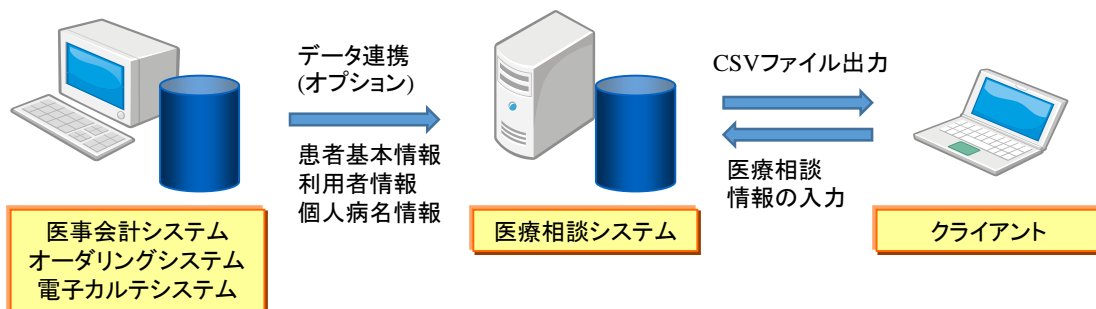 データ連携
(オプション)
患者基本情報
利用者情報
個人病名情報
CSVファイル出力
医療相談
情報の入力
医事会計システム
オーダリングシステム
電子カルテシステム
医療相談システム
クライアント